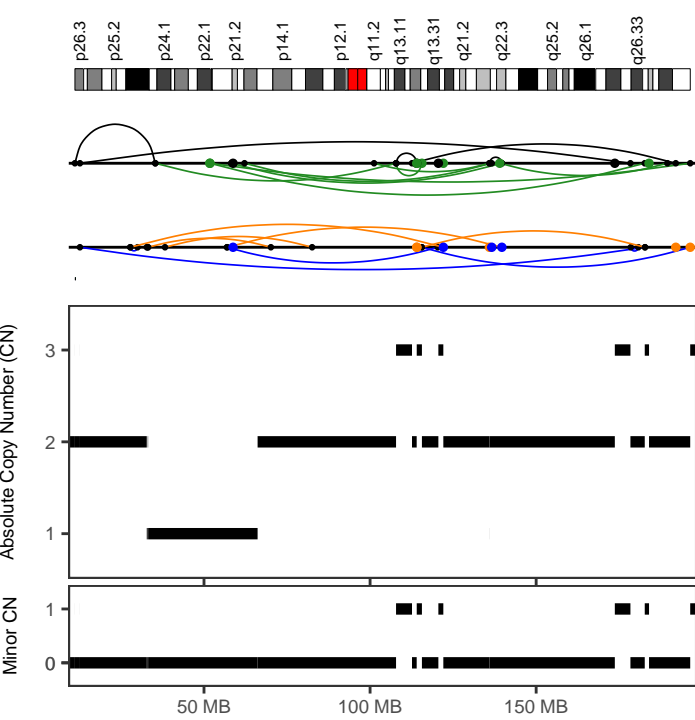 p26.3 p25.2 p24.1 p22.1 p21.2 p14.1 p12.1 q11.2 q13.11 q13.31 q21.2 q22.3 q25.2 q26.1 q26.33
Absolute Copy Number (CN)
3
2
1
Minor CN
1
0
50 MB 100 MB 150 MB